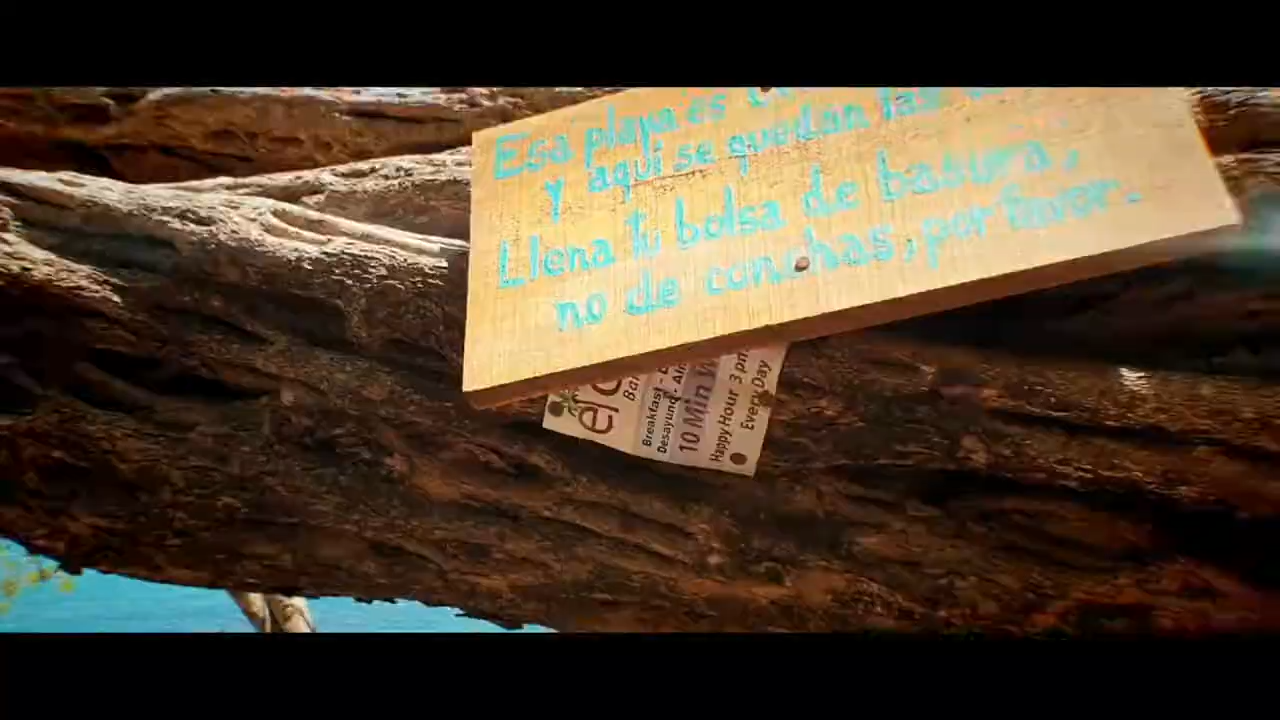 Esa playa es
y aquí se quedan las
Llena tu bolsa de basura,
no de conchas, por favor.
el
Breakfast -
Desayuno -
10 Min
Happy Hour 3 pm
Every Day